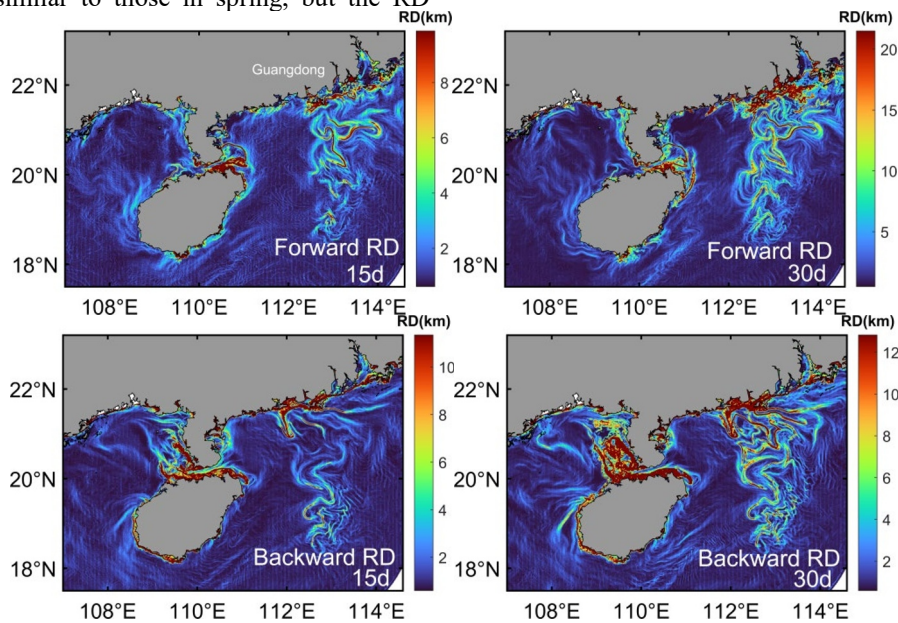 similar to those in spring, but the RD
RD(km)
RD(km)
Guangdong
22°N
20°N
18°N
8
6
4
2
Forward RD
15d
108°E
110°E
112°E
114°E
22°N
20°N
18°N
20
15
10
5
Forward RD
30d
108°E
110°E
112°E
114°E
RD(km)
RD(km)
22°N
20°N
18°N
10
8
6
4
2
Backward RD
15d
108°E
110°E
112°E
114°E
22°N
20°N
18°N
12
10
8
6
4
2
Backward RD
30d
108°E
110°E
112°E
114°E